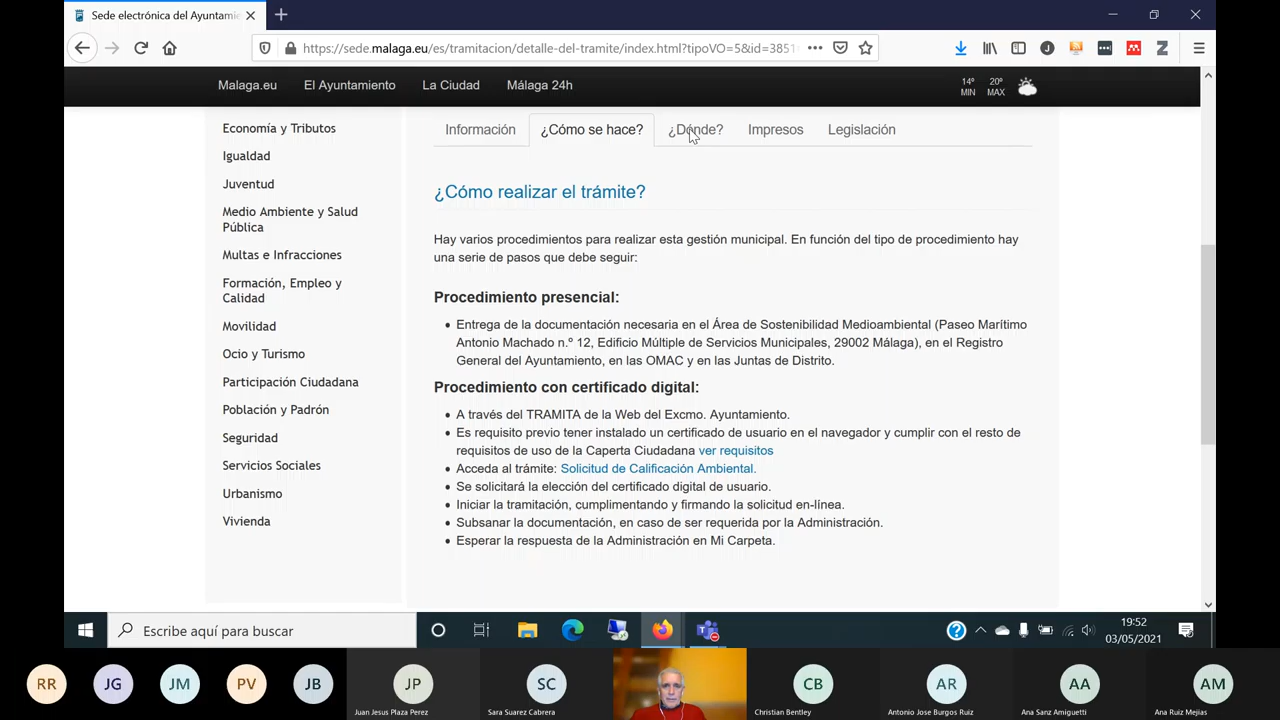 Sede electrónica del Ayuntamie
https://sede.malaga.eu/es/tramitacion/detalle-del-tramite/index.html?tipoVO=5&id=3851
Malaga.eu El Ayuntamiento La Ciudad Málaga 24h 14º MIN 20º MAX
Economía y Tributos
Igualdad
Juventud
Medio Ambiente y Salud
Pública
Multas e Infracciones
Formación, Empleo y
Calidad
Movilidad
Ocio y Turismo
Participación Ciudadana
Población y Padrón
Seguridad
Servicios Sociales
Urbanismo
Vivienda
Información ¿Cómo se hace? ¿Dónde? Impresos Legislación
¿Cómo realizar el trámite?
Hay varios procedimientos para realizar esta gestión municipal. En función del tipo de procedimiento hay
una serie de pasos que debe seguir:
Procedimiento presencial:
• Entrega de la documentación necesaria en el Área de Sostenibilidad Medioambiental (Paseo Marítimo
Antonio Machado n.º 12, Edificio Múltiple de Servicios Municipales, 29002 Málaga), en el Registro
General del Ayuntamiento, en las OMAC y en las Juntas de Distrito.
Procedimiento con certificado digital:
• A través del TRAMITA de la Web del Excmo. Ayuntamiento.
• Es requisito previo tener instalado un certificado de usuario en el navegador y cumplir con el resto de
requisitos de uso de la Caperta Ciudadana ver requisitos
• Acceda al trámite: Solicitud de Calificación Ambiental.
• Se solicitará la elección del certificado digital de usuario.
• Iniciar la tramitación, cumplimentando y firmando la solicitud en-línea.
• Subsanar la documentación, en caso de ser requerida por la Administración.
• Esperar la respuesta de la Administración en Mi Carpeta.
Escribe aquí para buscar
19:52
03/05/2021
RR JG JM PV JB JP SC CB AR AA AM
Juan Jesus Plaza Perez Sara Suarez Cabrera Christian Bentley Antonio Jose Burgos Ruiz Ana Sanz Amiguetti Ana Ruiz Mejias